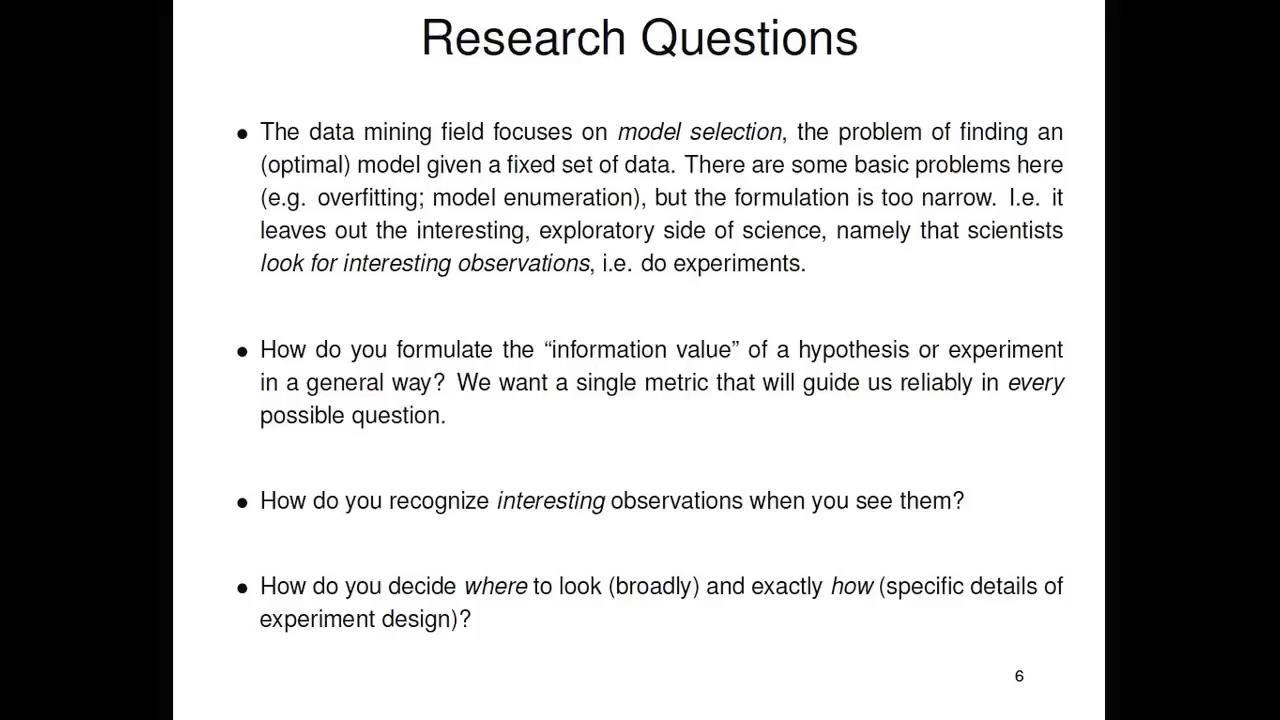 Research Questions
• The data mining field focuses on model selection, the problem of finding an
(optimal) model given a fixed set of data. There are some basic problems here
(e.g. overfitting; model enumeration), but the formulation is too narrow. I.e. it
leaves out the interesting, exploratory side of science, namely that scientists
look for interesting observations, i.e. do experiments.
• How do you formulate the “information value” of a hypothesis or experiment
in a general way? We want a single metric that will guide us reliably in every
possible question.
• How do you recognize interesting observations when you see them?
• How do you decide where to look (broadly) and exactly how (specific details of
experiment design)?
6